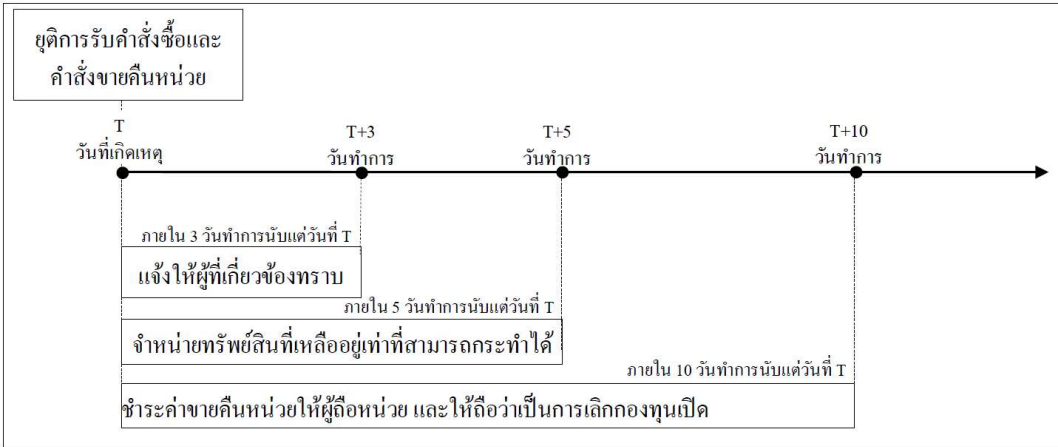 ยุติการรับคำสั่งซื้อและ
คำสั่งขายคืนหน่วย
T
วันที่เกิดเหตุ
T+3
วันทำการ
T+5
วันทำการ
T+10
วันทำการ
ภายใน 3 วันทำการนับแต่วันที่ T
แจ้งให้ผู้ที่เกี่ยวข้องทราบ
ภายใน 5 วันทำการนับแต่วันที่ T
จำหน่ายทรัพย์สินที่เหลืออยู่เท่าที่สามารถกระทำได้
ภายใน 10 วันทำการนับแต่วันที่ T
ชำระค่าขายคืนหน่วยให้ผู้ถือหน่วย และให้ถือว่าเป็นการเลิกกองทุนเปิด